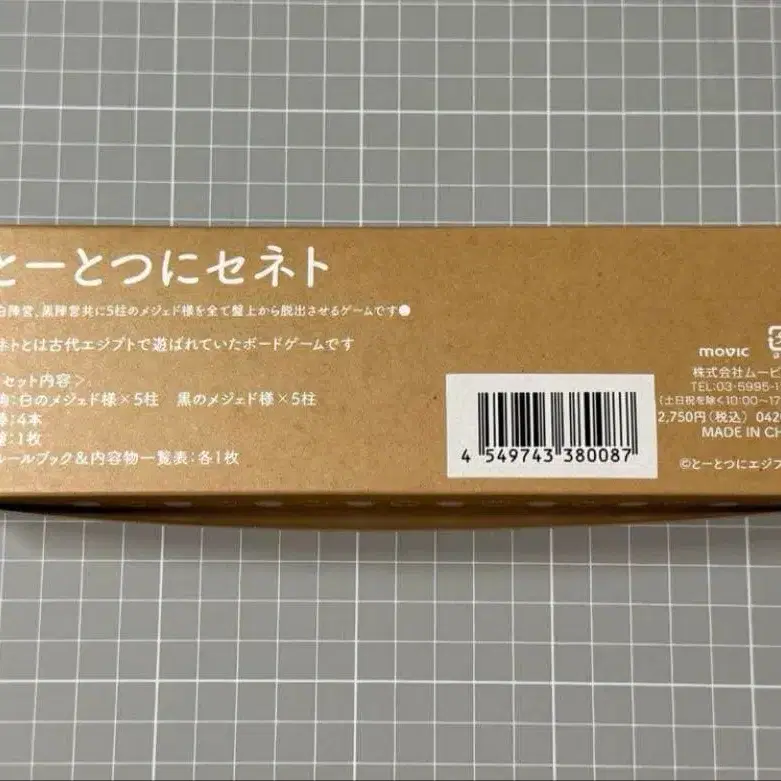 とーとつにセネト
白陣営、黒陣営共に5柱のメジェド様を全て盤上から脱出させるゲームです●
ネトとは古代エジプトで遊ばれていたボードゲームです
セット内容＞
駒：白のメジェド様×5柱　黒のメジェド様×5柱
棒：4本
盤：1枚
ルールブック＆内容物一覧表：各1枚
4 549743 380087
movic
株式会社ムービ
TEL:03-5995-1
(土日祝を除く10:00〜17
2,750円(税込) 042
MADE IN CH
©とーとつにエジプ